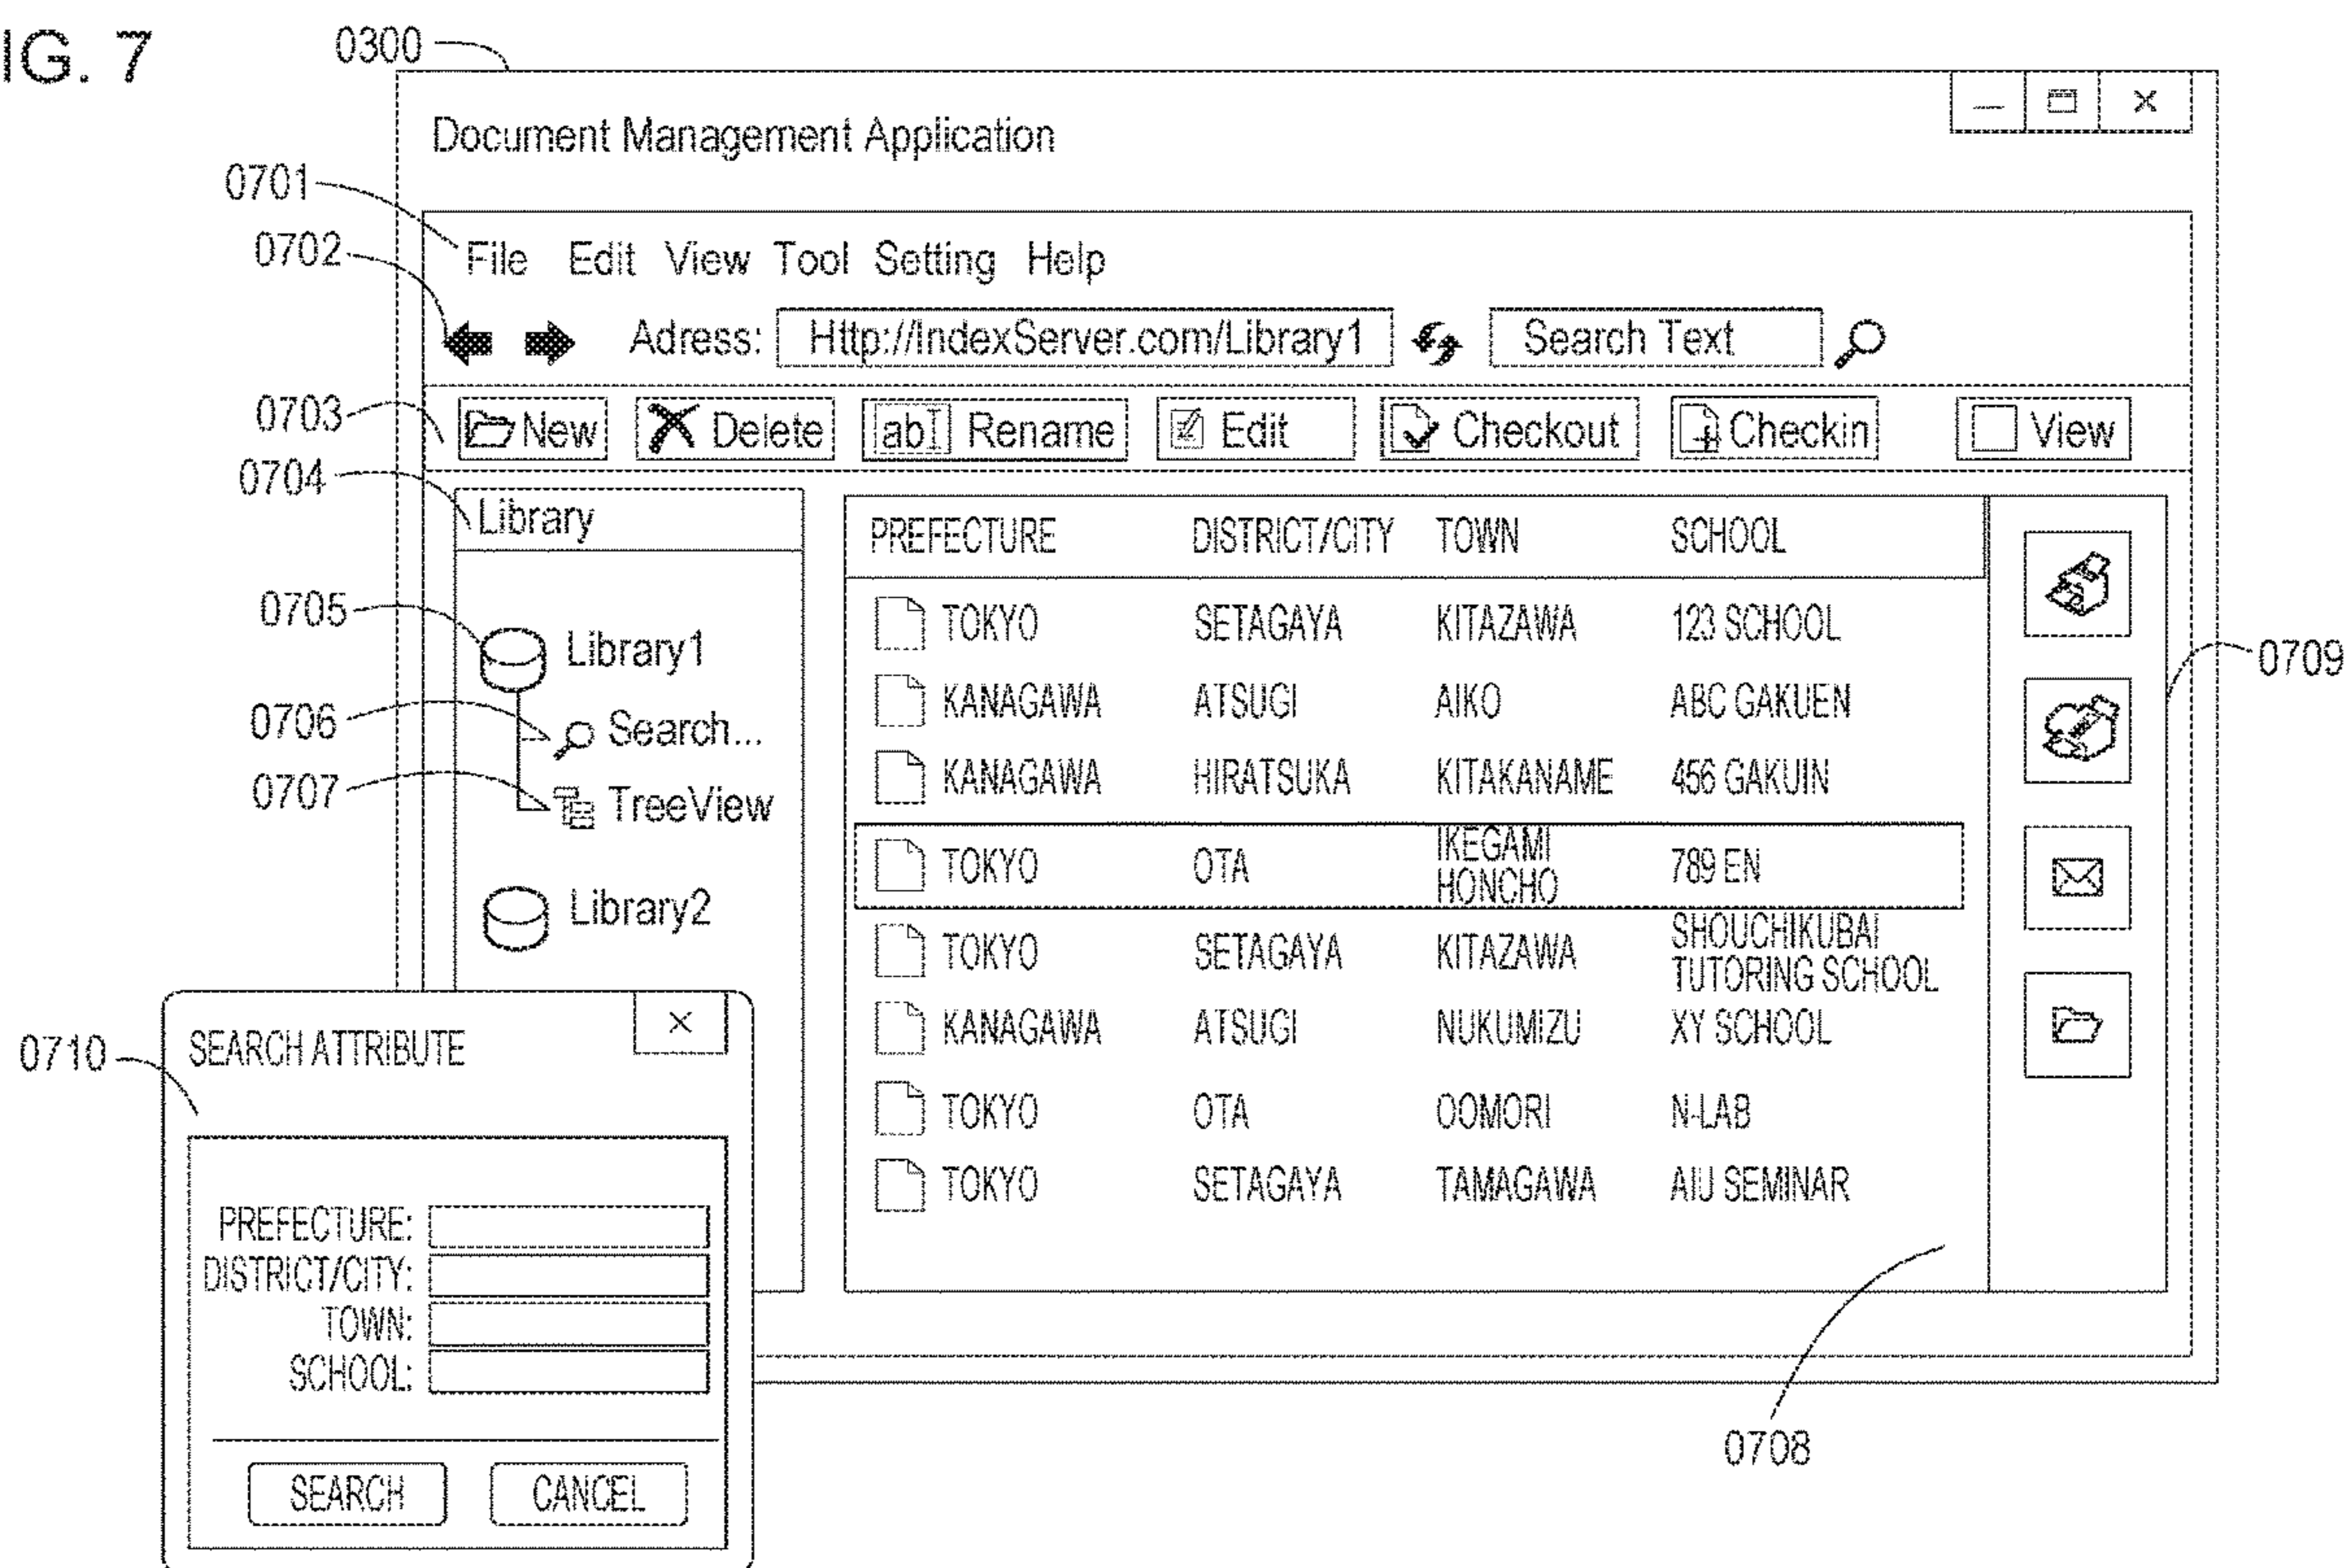 IG. 7
0300
Document Management Application
0701
File Edit View Tool Setting Help
0702
Adress: Http://IndexServer.com/Library1 Search Text
0703
New Delete ab Rename Edit Checkout Checkin View
0704
Library
PREFECTURE DISTRICT/CITY TOWN SCHOOL
0705
Library1
0706
Search...
0707
TreeView
Library2
TOKYO SETAGAYA KITAZAWA 123 SCHOOL
KANAGAWA ATSUGI AIKO ABC GAKUEN
KANAGAWA HIRATSUKA KITAKANAME 456 GAKUIN
TOKYO OTA IKEGAMI HONCHO 789 EN
TOKYO SETAGAYA KITAZAWA SHOUCHIKUBAI TUTORING SCHOOL
KANAGAWA ATSUGI NUKUMIZU XY SCHOOL
TOKYO OTA OOMORI N-LAB
TOKYO SETAGAYA TAMAGAWA AIU SEMINAR
0709
0710
SEARCH ATTRIBUTE
PREFECTURE:
DISTRICT/CITY:
TOWN:
SCHOOL:
SEARCH CANCEL
0708